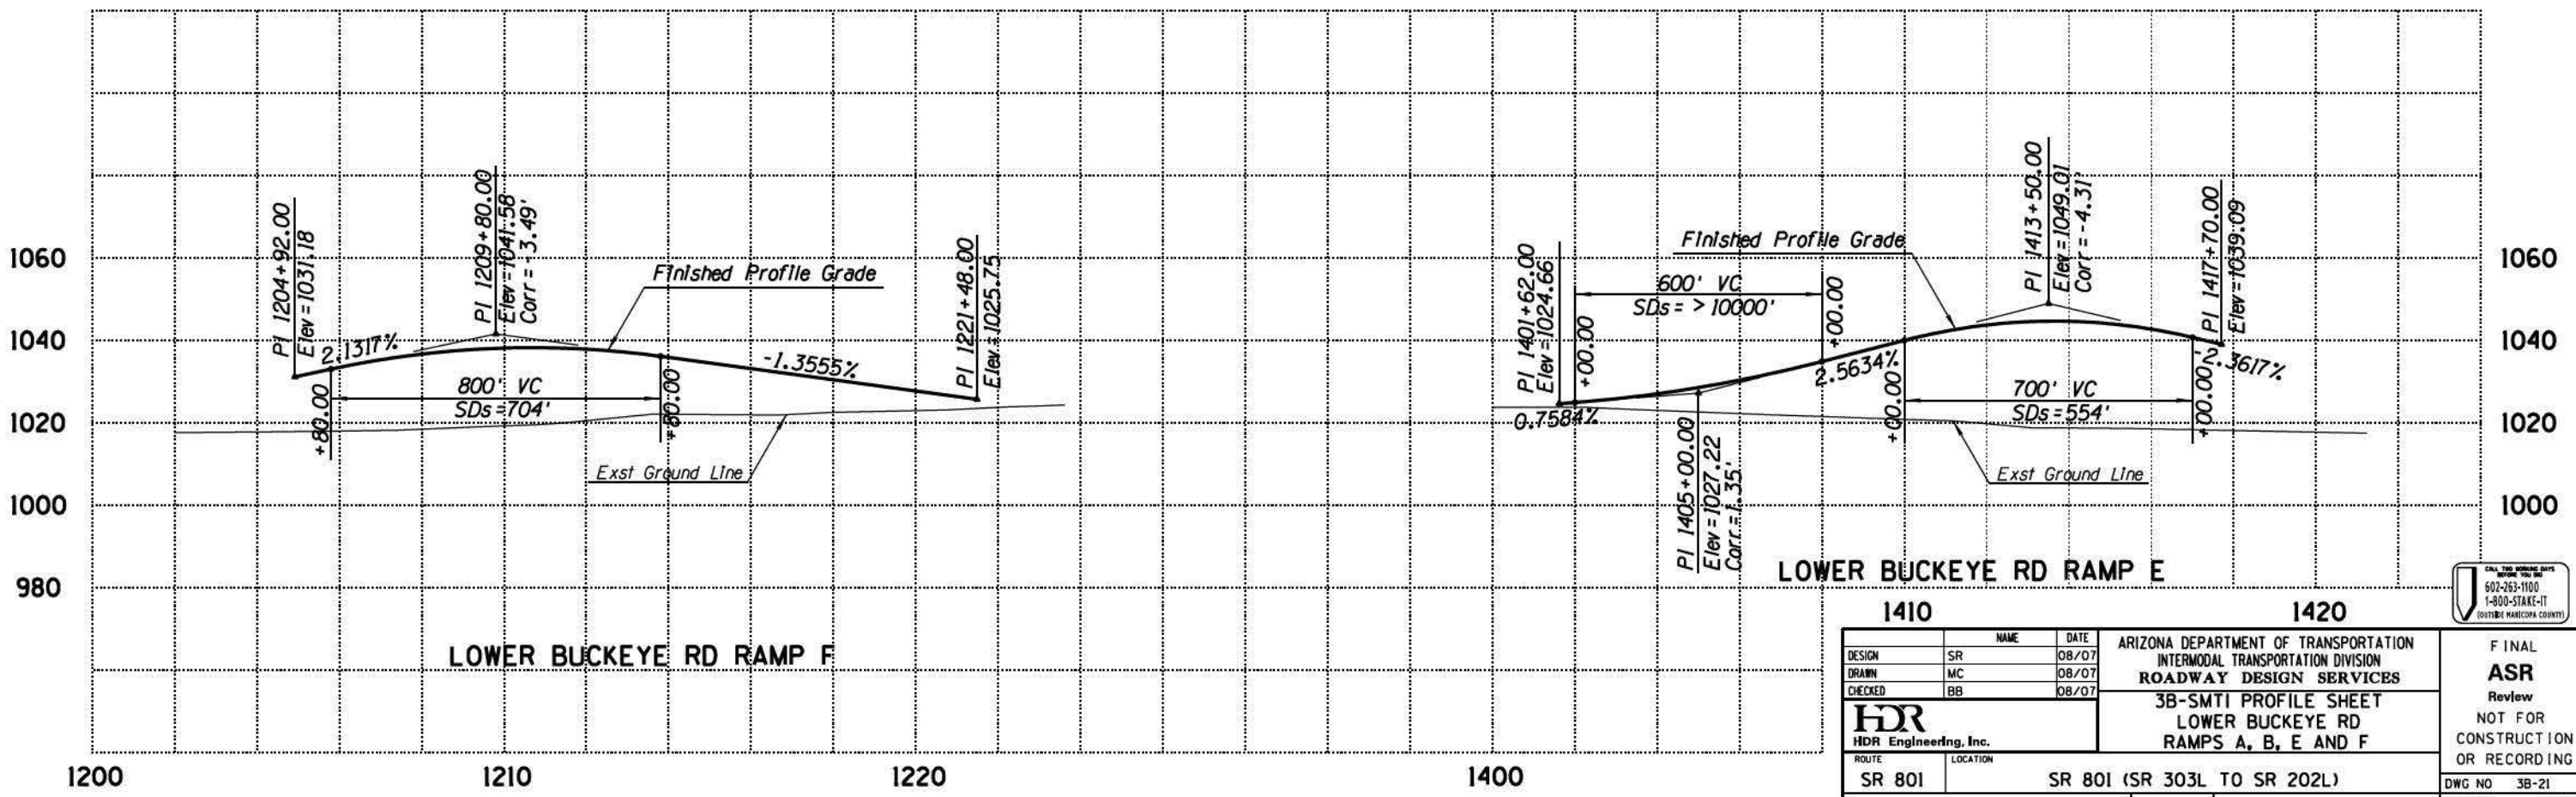 1060
1040
1020
1000
980
PI 1204+92.00
Elev=1031.18
2.1317%
+80.00
PI 1209+80.00
Elev=1041.58
Corr=-3.49'
800' VC
SDs=704'
+80.00
Finished Profile Grade
-1.3555%
PI 1221+48.00
Elev=1025.75
Exst Ground Line
LOWER BUCKEYE RD RAMP F
1200
1210
1220
PI 1401+62.00
Elev=1024.66
0.7584%
+00.00
600' VC
SDs= > 10000'
+00.00
PI 1405+00.00
Elev=1027.22
Corr=1.35'
Finished Profile Grade
2.5634%
+00.00
PI 1413+50.00
Elev=1049.01
Corr=-4.31'
700' VC
SDs=554'
+00.00
PI 1417+70.00
Elev=1039.09
-2.3617%
Exst Ground Line
1060
1040
1020
1000
LOWER BUCKEYE RD RAMP E
1400
1410
1420
CALL TWO WORKING DAYS
BEFORE YOU DIG
602-263-1100
1-800-STAKE-IT
(OUTSIDE MARICOPA COUNTY)
NAME DATE
DESIGN SR 08/07
DRAWN MC 08/07
CHECKED BB 08/07
HDR
HDR Engineering, Inc.
ARIZONA DEPARTMENT OF TRANSPORTATION
INTERMODAL TRANSPORTATION DIVISION
ROADWAY DESIGN SERVICES
3B-SMTI PROFILE SHEET
LOWER BUCKEYE RD
RAMPS A, B, E AND F
ROUTE
SR 801
LOCATION
SR 801 (SR 303L TO SR 202L)
FINAL
ASR
Review
NOT FOR
CONSTRUCTION
OR RECORDING
DWG NO 3B-21